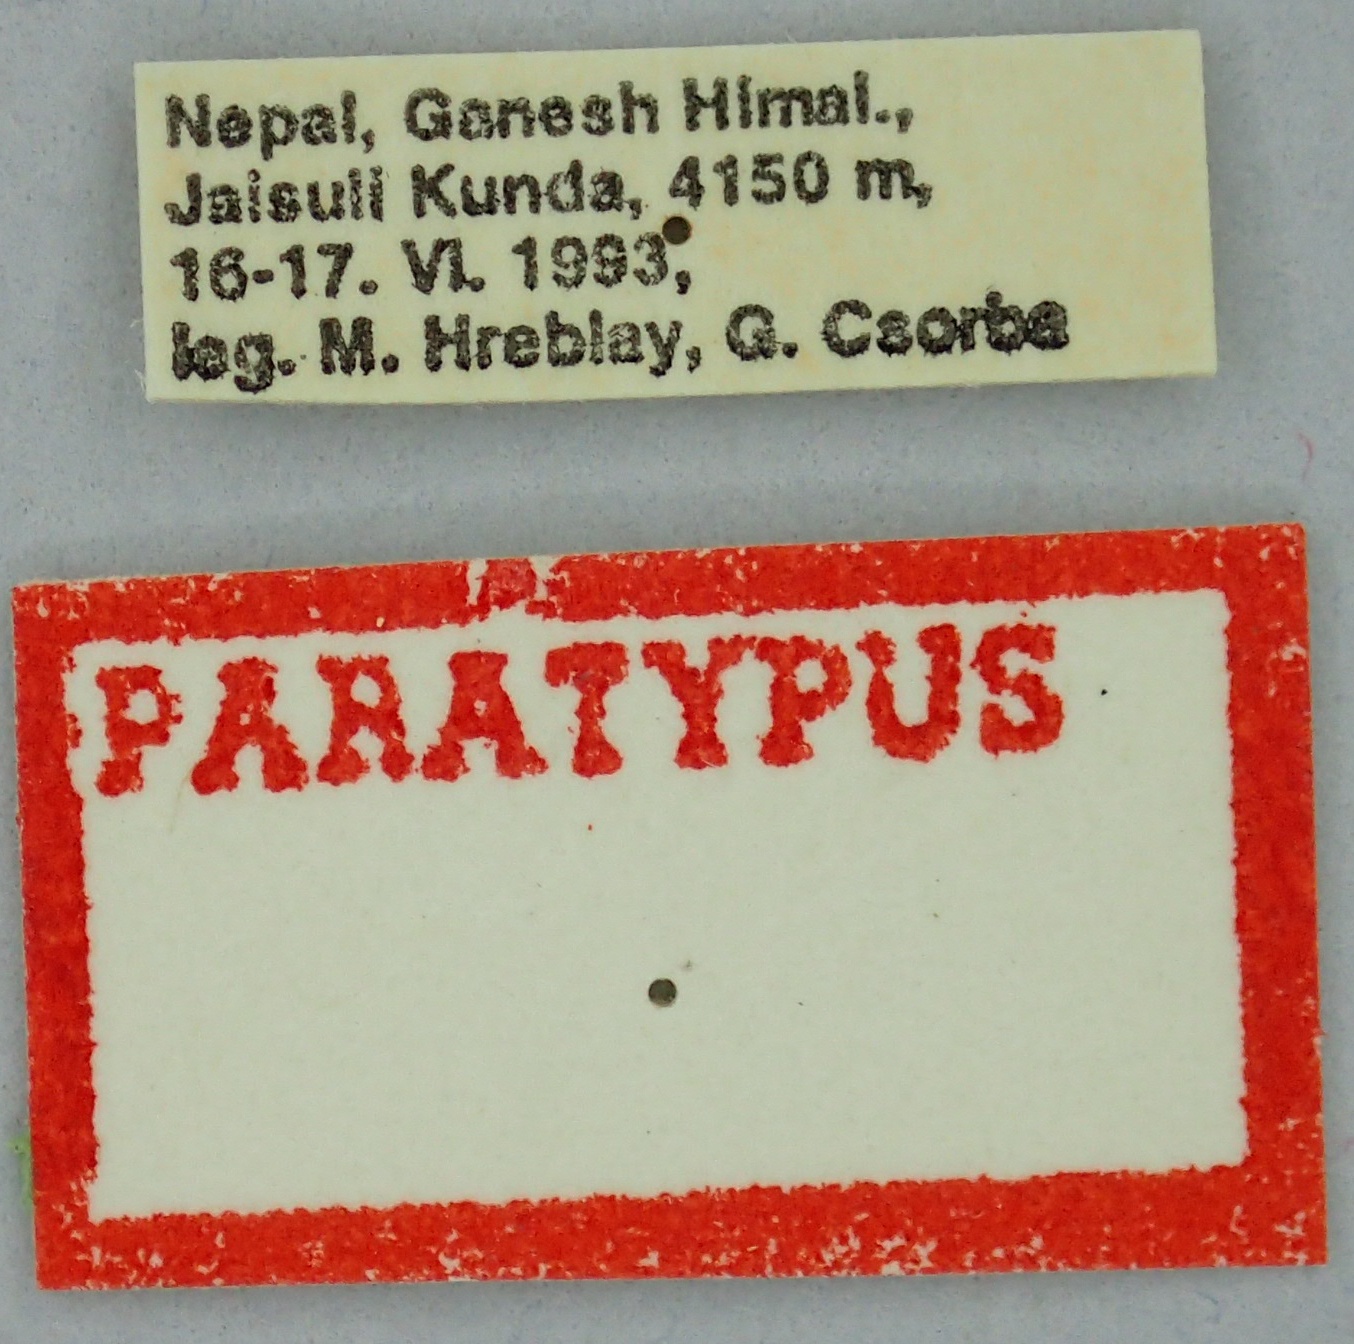 Nepal, Ganesh Himal.,
Jaisuli Kunda, 4150 m,
16-17. VI. 1993,
leg. M. Hreblay, G. Csorba
PARATYPUS